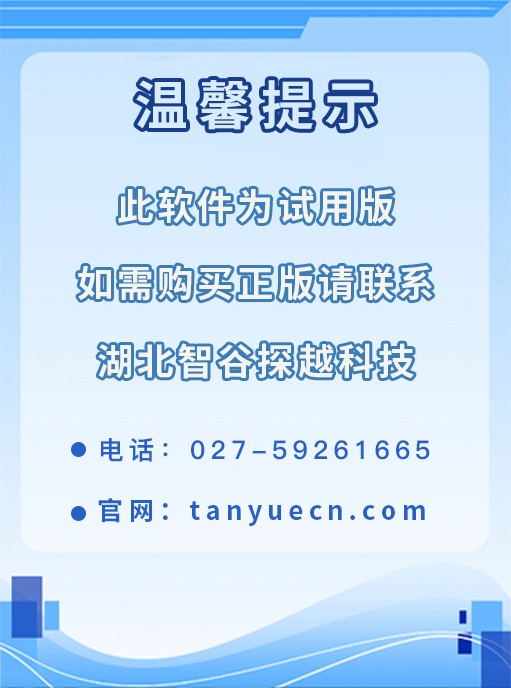 温馨提示
此软件为试用版
如需购买正版请联系
湖北智谷探越科技
● 电话：027-59261665
● 官网：tanyuecn.com